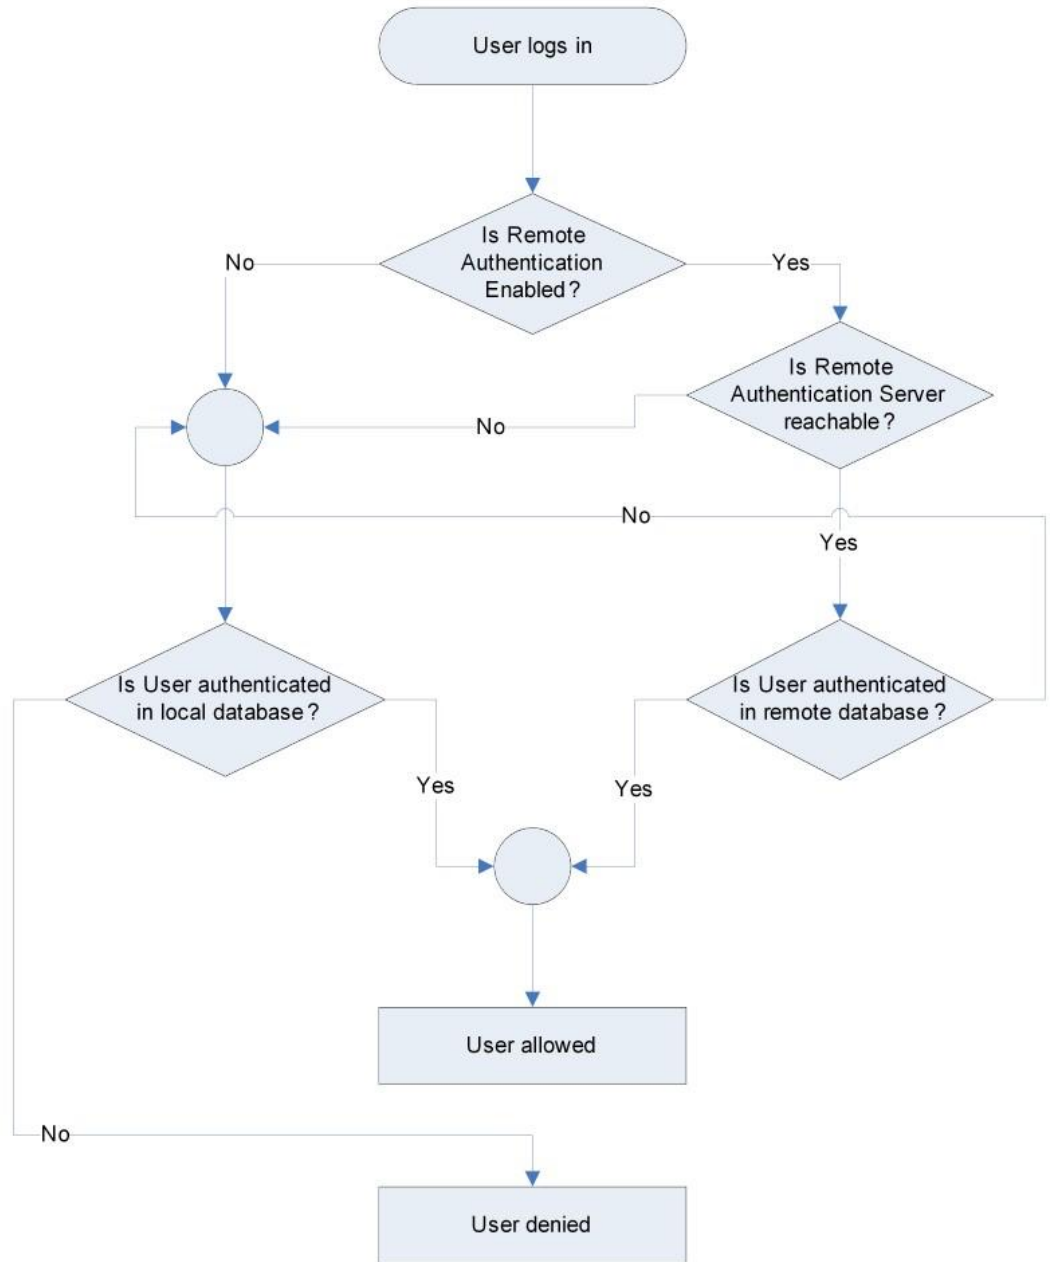 User logs in
Is Remote
Authentication
Enabled?
No
Yes
Is Remote
Authentication Server
reachable?
No
No
Yes
Is User authenticated
in local database?
Is User authenticated
in remote database?
Yes
Yes
User allowed
No
User denied